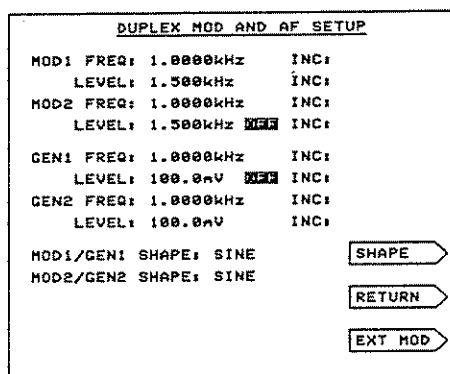 DUPLEX MOD AND AF SETUP
MOD1 FREQ: 1.0000kHz INC:
LEVEL: 1.500kHz INC:
MOD2 FREQ: 1.0000kHz INC:
LEVEL: 1.500kHz OFF INC:
GEN1 FREQ: 1.0000kHz INC:
LEVEL: 100.0mV OFF INC:
GEN2 FREQ: 1.0000kHz INC:
LEVEL: 100.0mV INC:
MOD1/GEN1 SHAPE: SINE
SHAPE
MOD2/GEN2 SHAPE: SINE
RETURN
EXT MOD